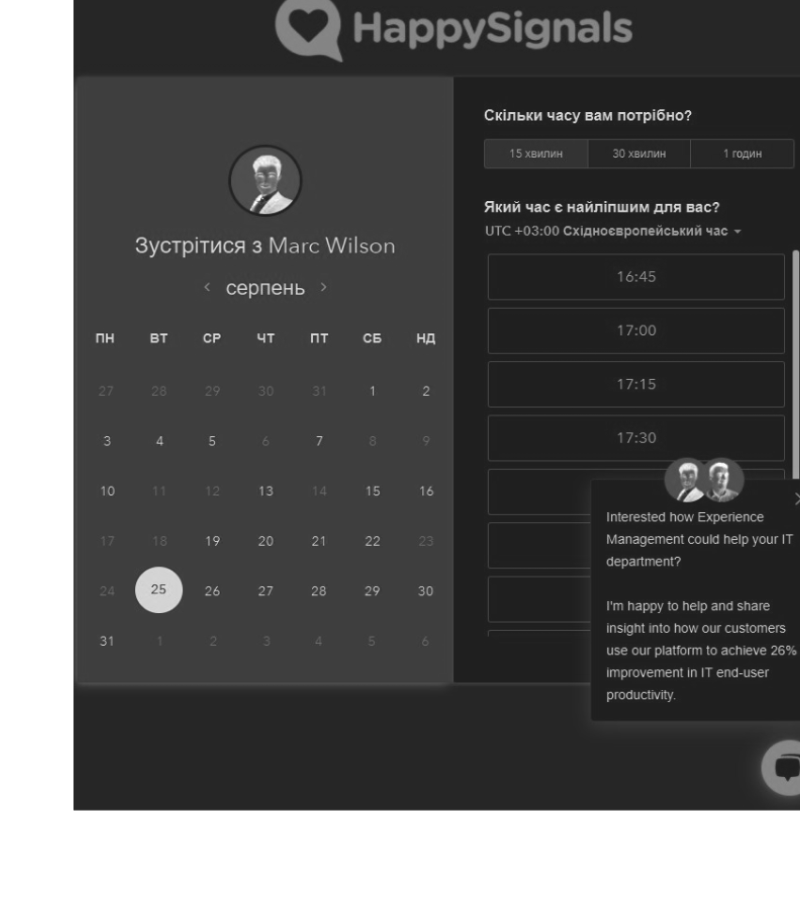 HappySignals
Зустрітися з Marc Wilson
серпень
ПН ВТ СР ЧТ ПТ СБ НД
27 28 29 30 31 1 2
3 4 5 6 7 8 9
10 11 12 13 14 15 16
17 18 19 20 21 22 23
24 25 26 27 28 29 30
31 1 2 3 4 5 6
Скільки часу вам потрібно?
15 хвилин 30 хвилин 1 годин
Який час є найліпшим для вас?
UTC +03:00 Східноєвропейський час
16:45
17:00
17:15
17:30
Interested how Experience
Management could help your IT
department?
I'm happy to help and share
insight into how our customers
use our platform to achieve 26%
improvement in IT end-user
productivity.